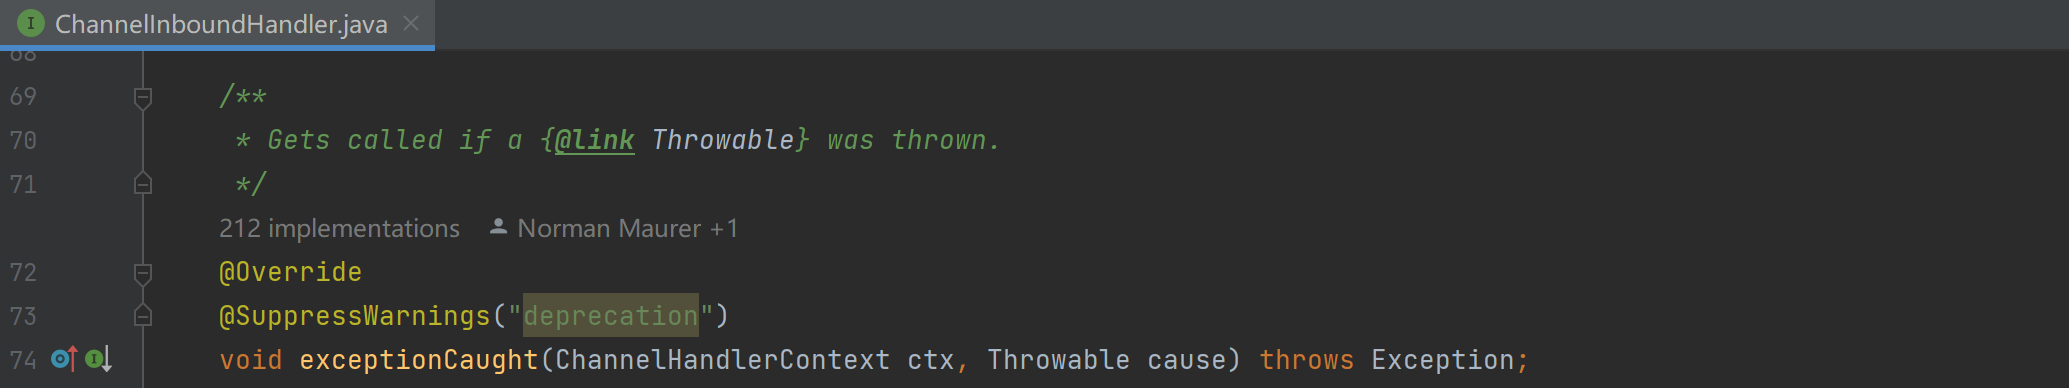 I ChannelInboundHandler.java
68
69 /**
70 * Gets called if a {@link Throwable} was thrown.
71 */
212 implementations Norman Maurer +1
72 @Override
73 @SuppressWarnings("deprecation")
74 void exceptionCaught(ChannelHandlerContext ctx, Throwable cause) throws Exception;